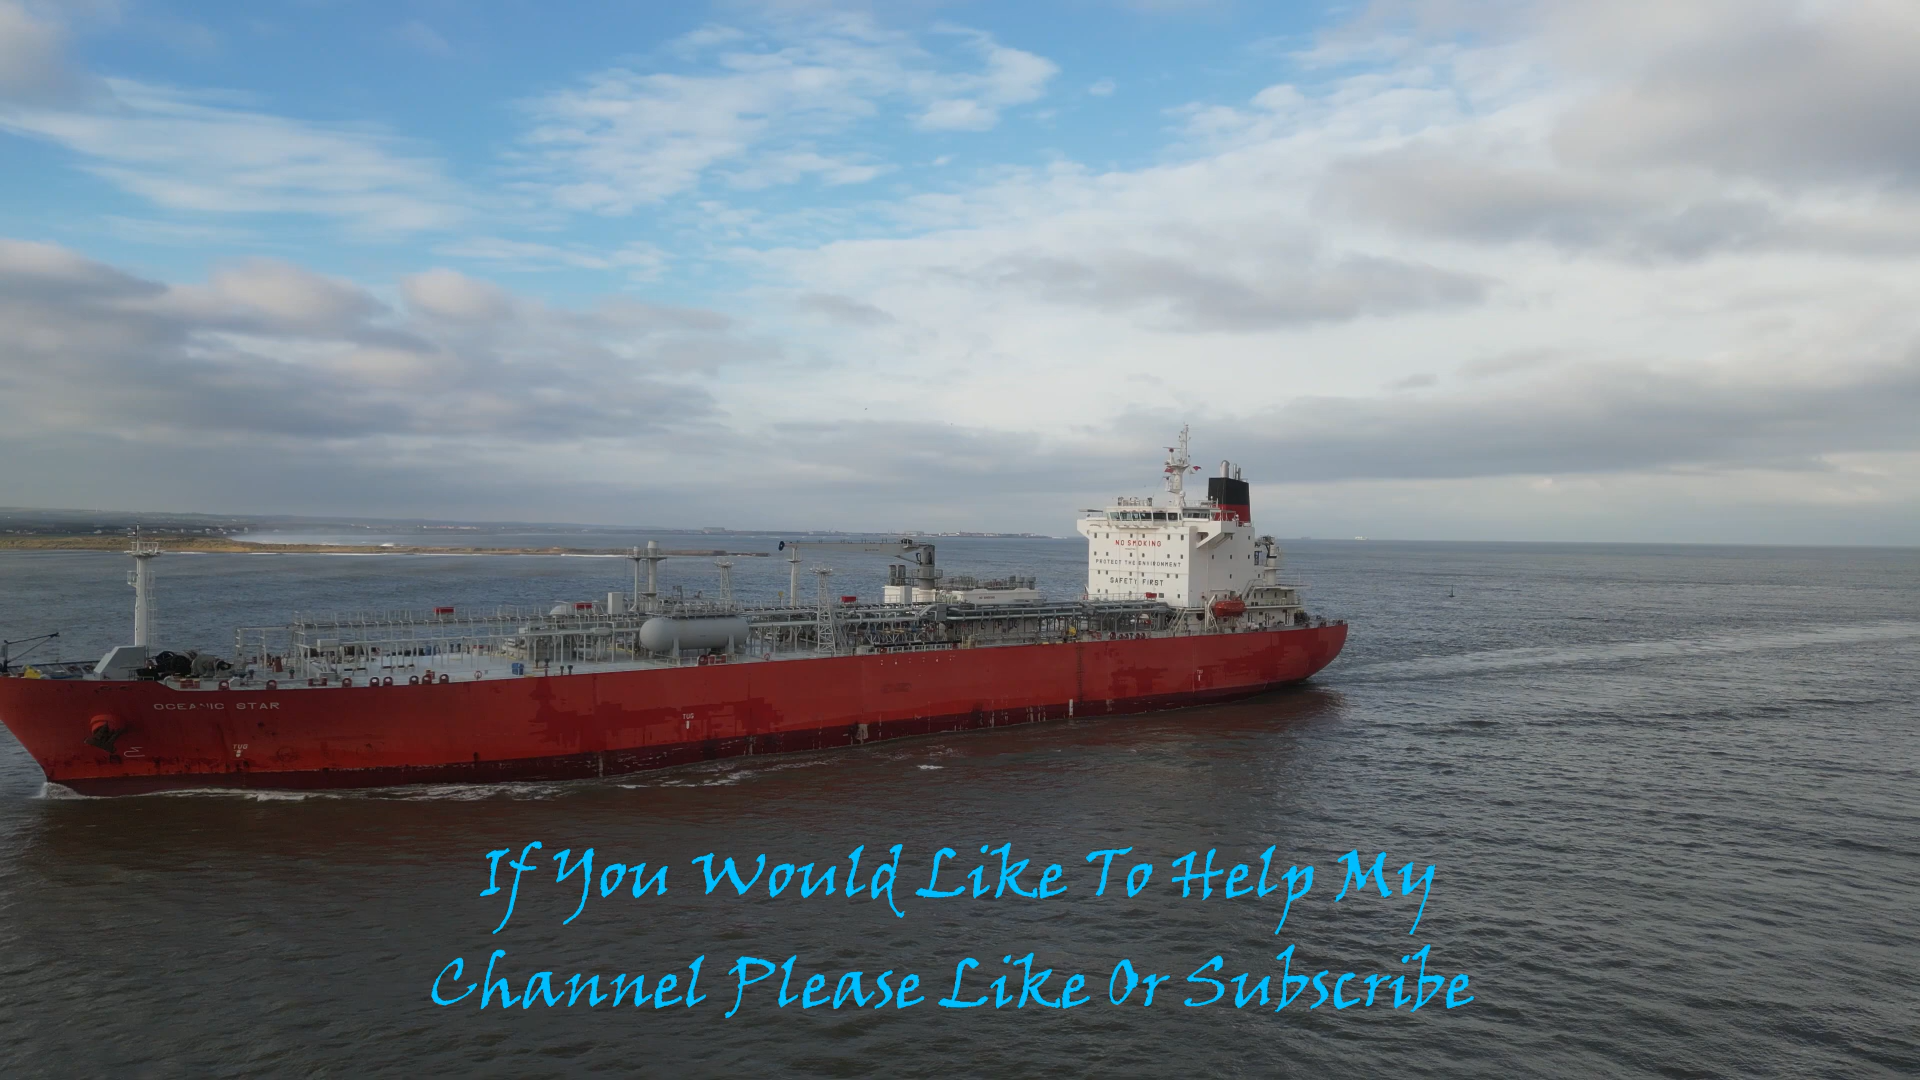 NO SMOKING
PROTECT THE ENVIRONMENT
SAFETY FIRST
OCEANIC STAR
TUG
TUG
If You Would Like To Help My
Channel Please Like Or Subscribe